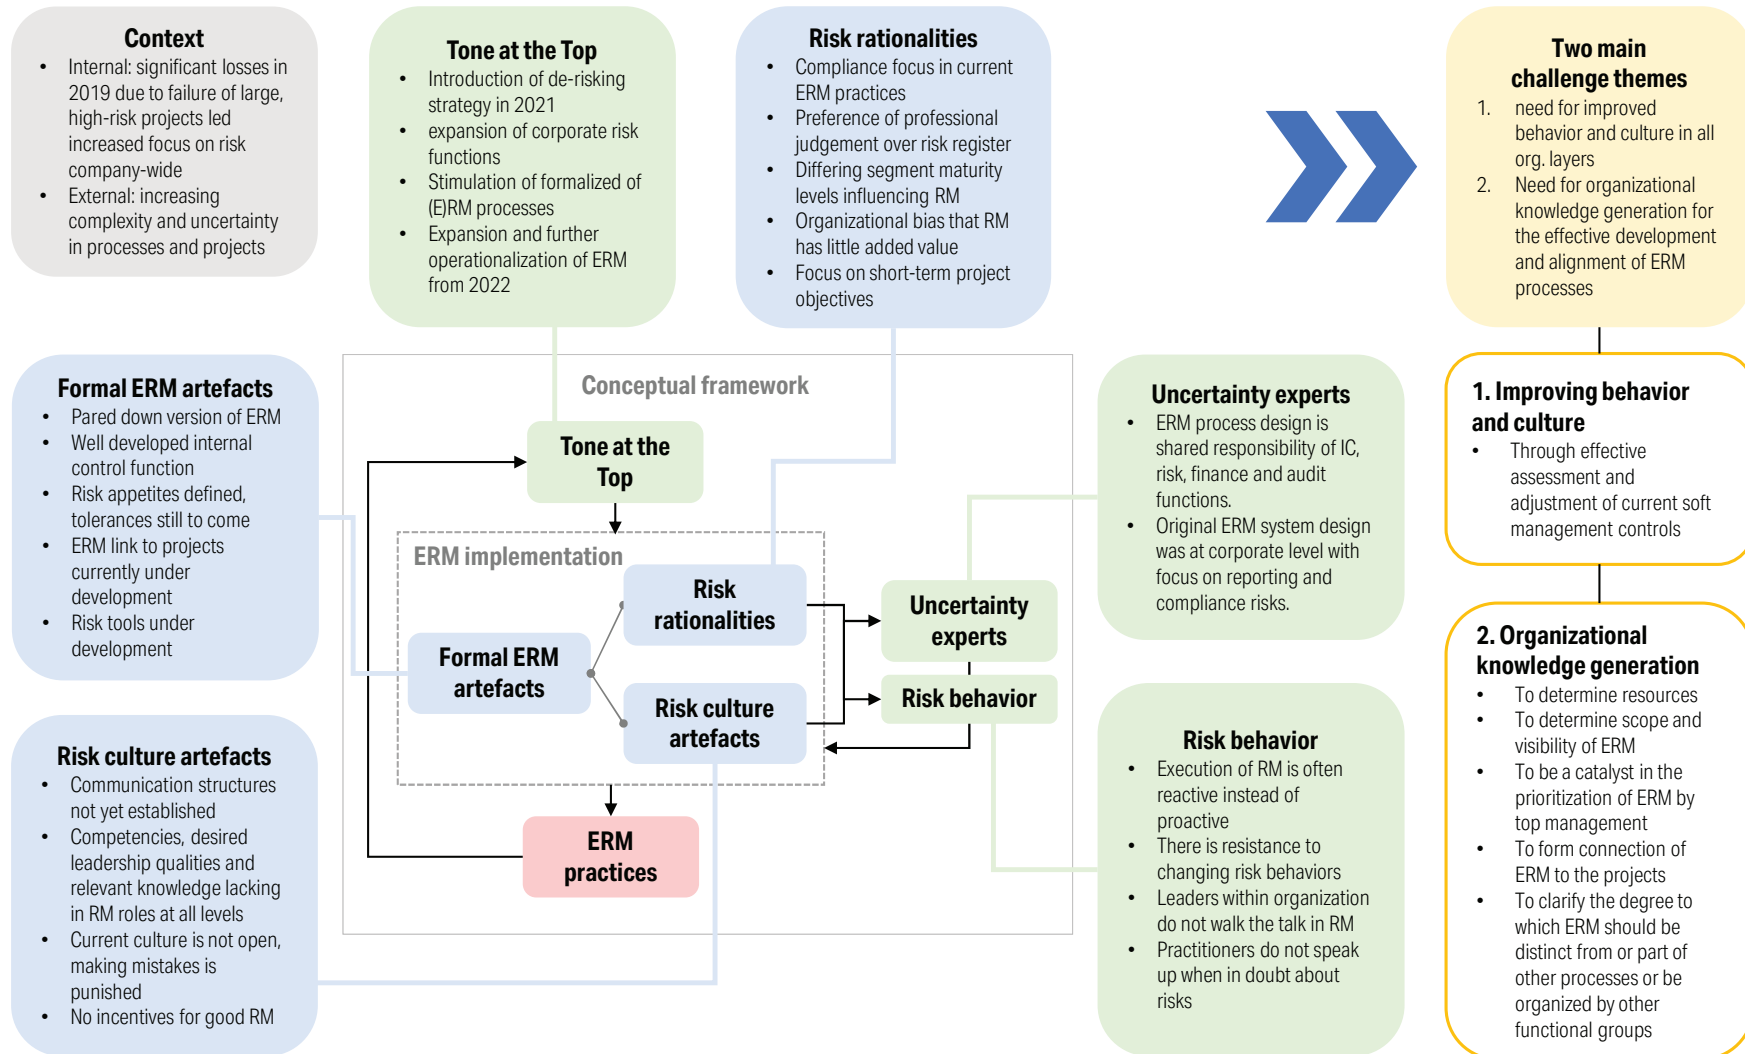 Context
• Internal: significant losses in
2019 due to failure of large,
high-risk projects led
increased focus on risk
company-wide
• External: increasing
complexity and uncertainty
in processes and projects
Tone at the Top
• Introduction of de-risking
strategy in 2021
• expansion of corporate risk
functions
• Stimulation of formalized of
(E)RM processes
• Expansion and further
operationalization of ERM
from 2022
Risk rationalities
• Compliance focus in current
ERM practices
• Preference of professional
judgement over risk register
• Differing segment maturity
levels influencing RM
• Organizational bias that RM
has little added value
• Focus on short-term project
objectives
Two main
challenge themes
1. need for improved
behavior and culture in all
org. layers
2. Need for organizational
knowledge generation for
the effective development
and alignment of ERM
processes
Formal ERM artefacts
• Pared down version of ERM
• Well developed internal
control function
• Risk appetites defined,
tolerances still to come
• ERM link to projects
currently under
development
• Risk tools under
development
Risk culture artefacts
• Communication structures
not yet established
• Competencies, desired
leadership qualities and
relevant knowledge lacking
in RM roles at all levels
• Current culture is not open,
making mistakes is
punished
• No incentives for good RM
Conceptual framework
Tone at the
Top
ERM implementation
Risk
rationalities
Formal ERM
artefacts
Risk culture
artefacts
Uncertainty
experts
Risk behavior
ERM
practices
Uncertainty experts
• ERM process design is
shared responsibility of IC,
risk, finance and audit
functions.
• Original ERM system design
was at corporate level with
focus on reporting and
compliance risks.
Risk behavior
• Execution of RM is often
reactive instead of
proactive
• There is resistance to
changing risk behaviors
• Leaders within organization
do not walk the talk in RM
• Practitioners do not speak
up when in doubt about
risks
1. Improving behavior
and culture
• Through effective
assessment and
adjustment of current soft
management controls
2. Organizational
knowledge generation
• To determine resources
• To determine scope and
visibility of ERM
• To be a catalyst in the
prioritization of ERM by
top management
• To form connection of
ERM to the projects
• To clarify the degree to
which ERM should be
distinct from or part of
other processes or be
organized by other
functional groups